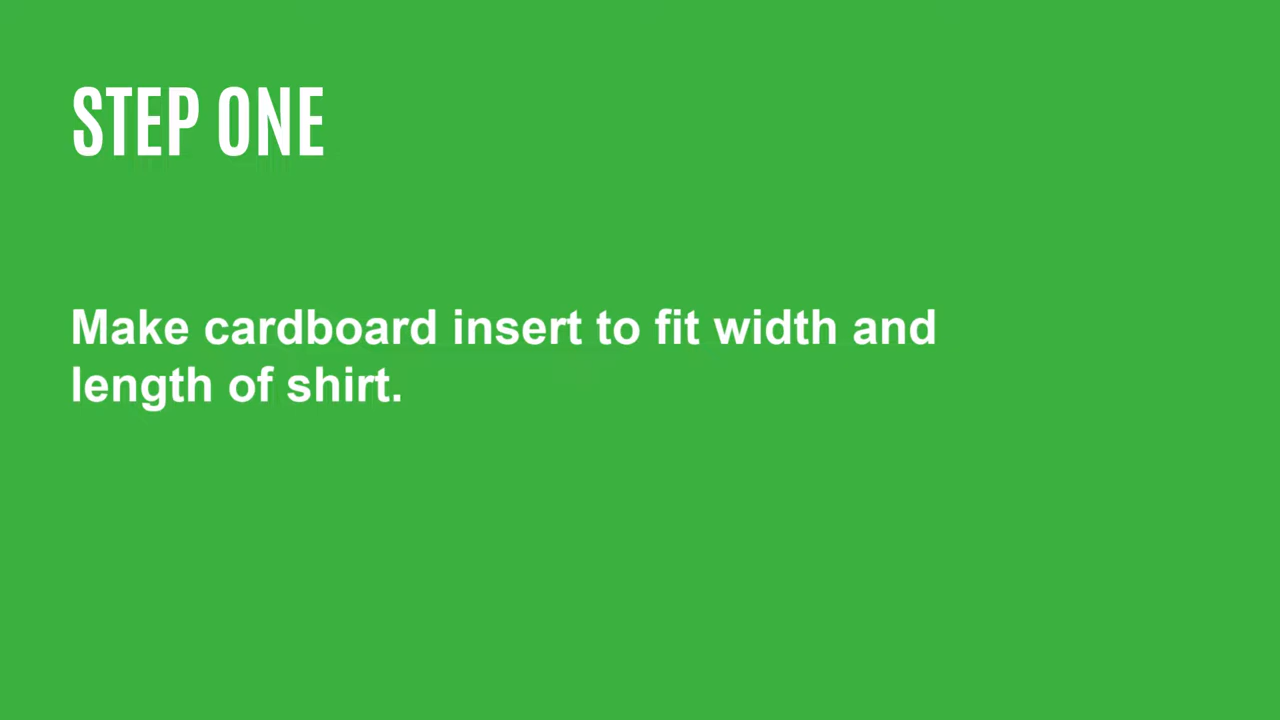 STEP ONE
Make cardboard insert to fit width and
length of shirt.